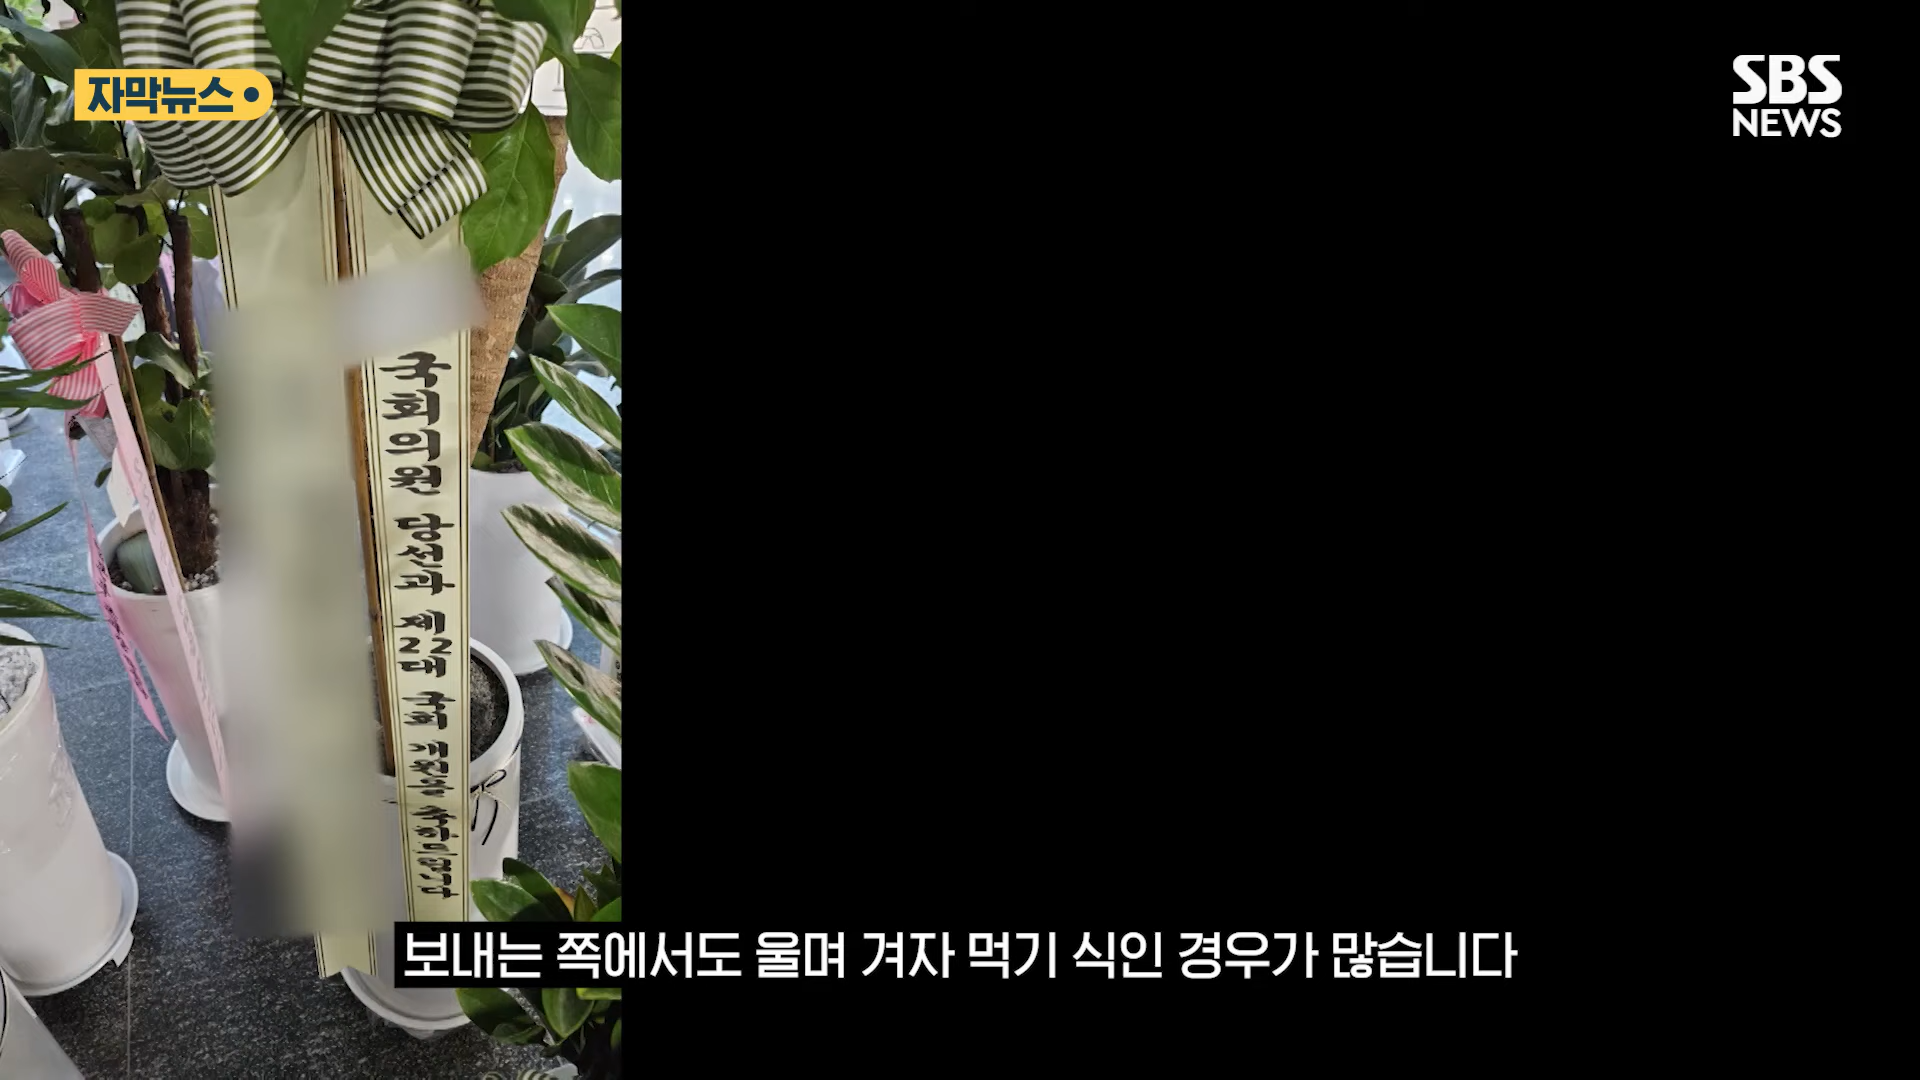 자막뉴스
SBS
NEWS
국회의원 당선과 제22대 국회 개원을 축하드립니다
보내는 쪽에서도 울며 겨자 먹기 식인 경우가 많습니다